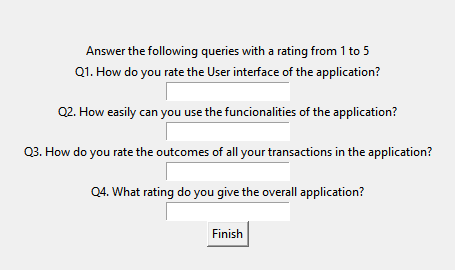 Answer the following queries with a rating from 1 to 5
Q1. How do you rate the User interface of the application?
Q2. How easily can you use the funcionalities of the application?
Q3. How do you rate the outcomes of all your transactions in the application?
Q4. What rating do you give the overall application?
Finish